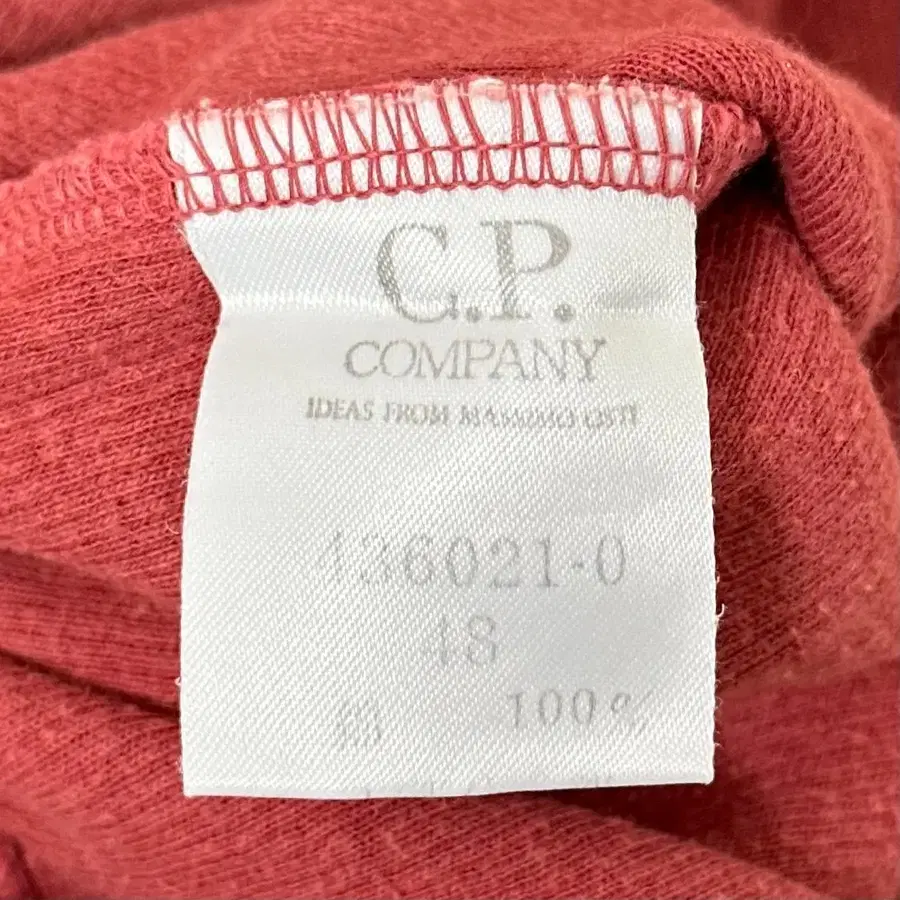 C.P.
COMPANY
IDEAS FROM MASSIMO OSTI
436021-0
48
100%